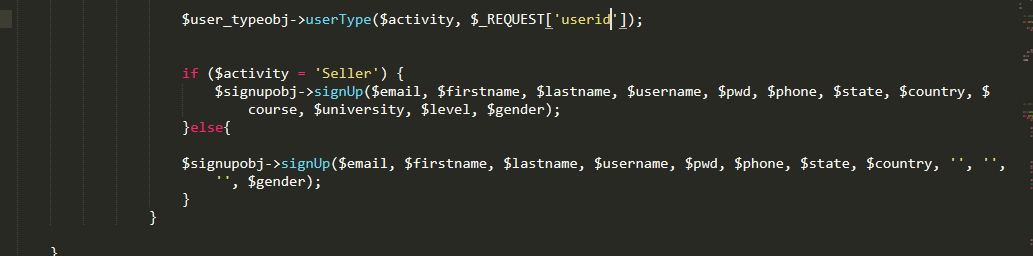 $user_typeobj->userType($activity, $_REQUEST['userid']);
if ($activity = 'Seller') {
$signupobj->signUp($email, $firstname, $lastname, $username, $pwd, $phone, $state, $country, $
course, $university, $level, $gender);
}else{
$signupobj->signUp($email, $firstname, $lastname, $username, $pwd, $phone, $state, $country, '', '',
'', $gender);
}
}
}